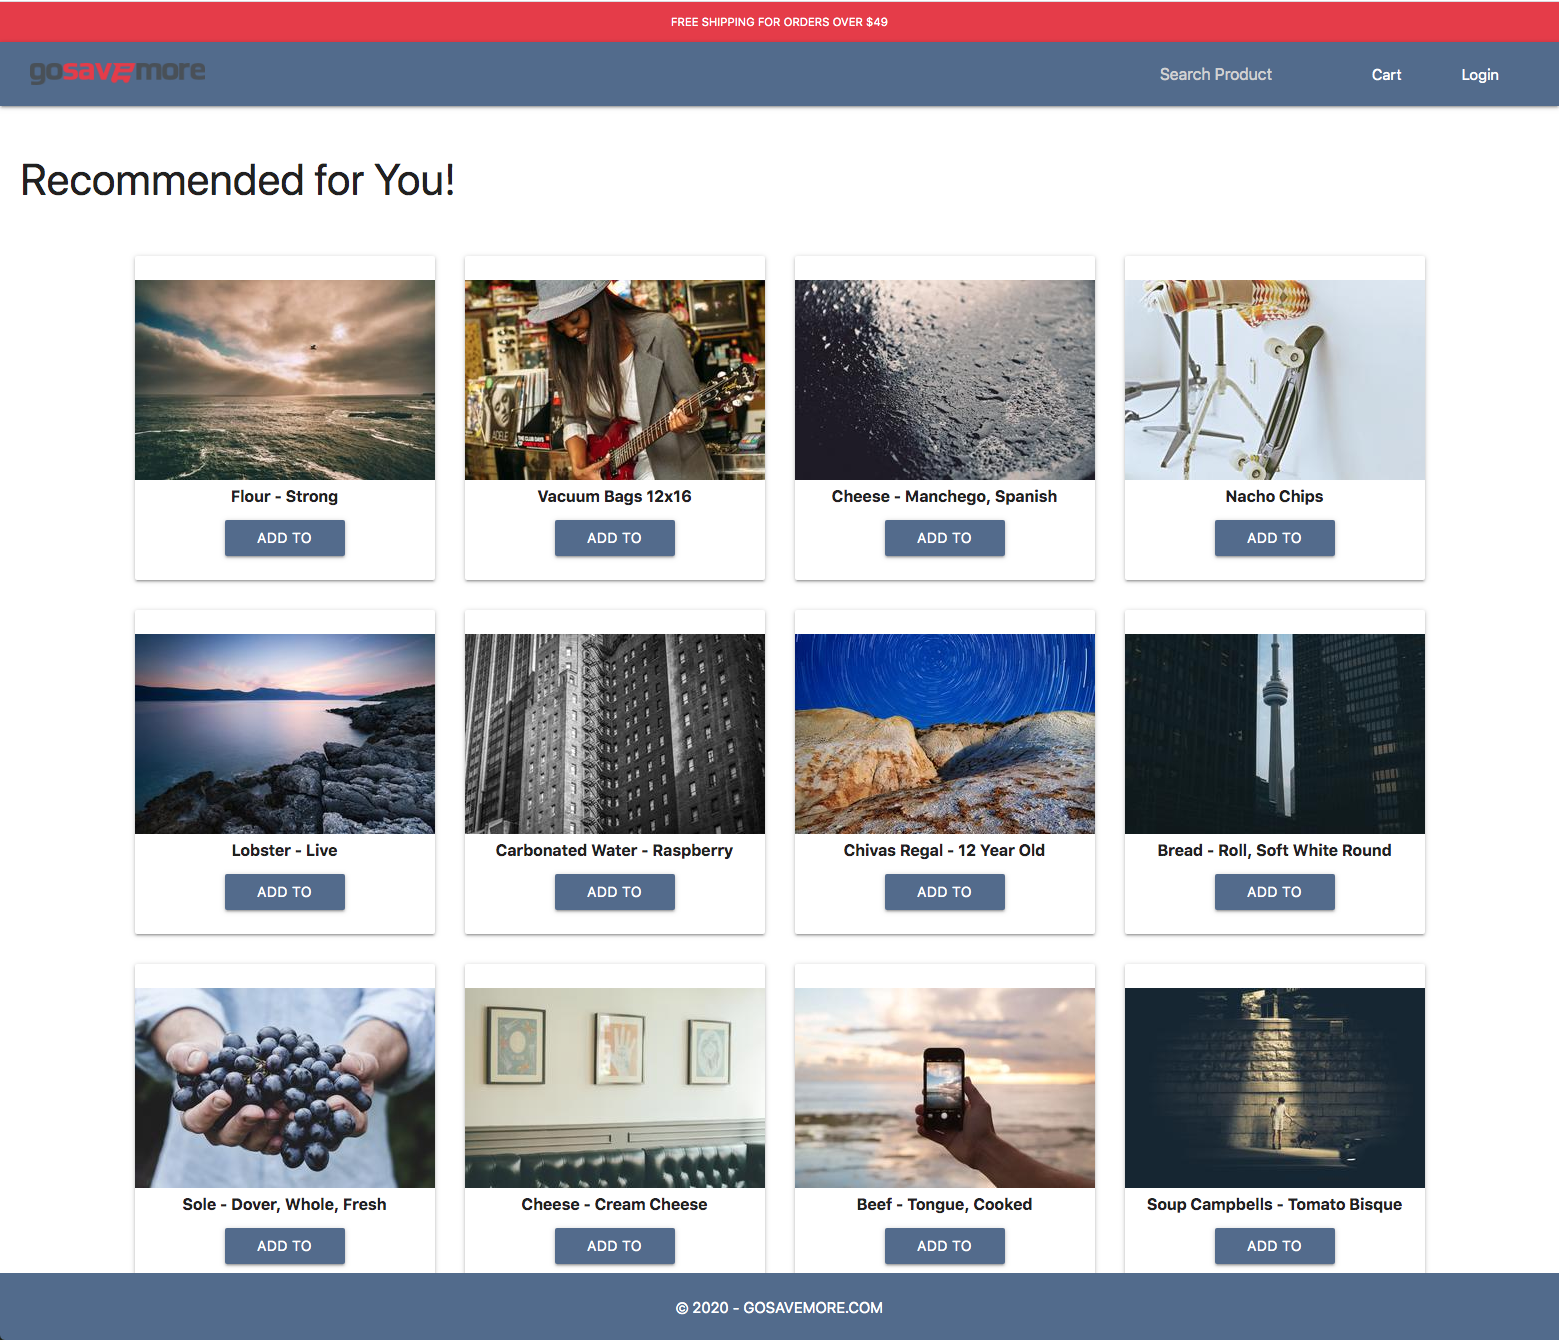 FREE SHIPPING FOR ORDERS OVER $49
gosavemore
Search Product
Cart
Login
Recommended for You!
ADELE
Flour - Strong
Vacuum Bags 12x16
Cheese - Manchego, Spanish
Nacho Chips
ADD TO
ADD TO
ADD TO
ADD TO
Lobster - Live
Carbonated Water - Raspberry
Chivas Regal - 12 Year Old
Bread - Roll, Soft White Round
ADD TO
ADD TO
ADD TO
ADD TO
Sole - Dover, Whole, Fresh
Cheese - Cream Cheese
Beef - Tongue, Cooked
Soup Campbells - Tomato Bisque
ADD TO
ADD TO
ADD TO
ADD TO
© 2020 - GOSAVEMORE.COM